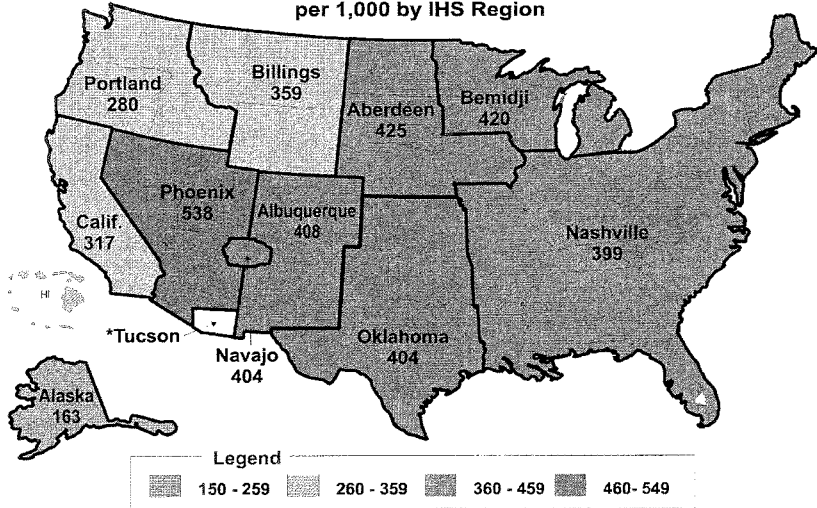 per 1,000 by IHS Region
Portland
280
Billings
359
Aberdeen
425
Bemidji
420
Phoenix
538
Albuquerque
408
Calif.
317
Nashville
399
HI
*Tucson
Navajo
404
Oklahoma
404
Alaska
163
Legend
150 - 259
260 - 359
360 - 459
460- 549